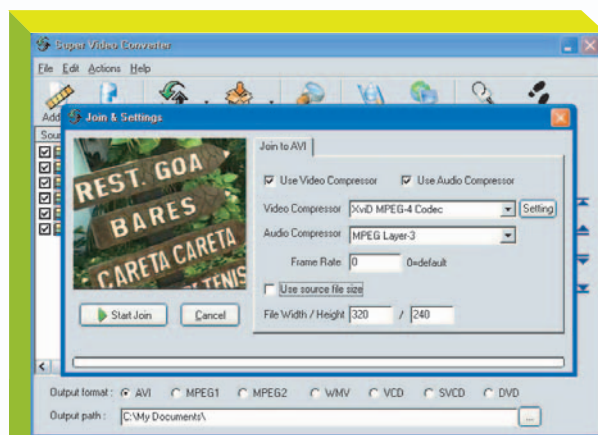 Super Video Converter
File Edit Actions Help
Join & Settings
REST. GOA
BARES
CARETA CARETA
TENIS
Join to AVI
Use Video Compressor Use Audio Compressor
Video Compressor XviD MPEG-4 Codec Setting
Audio Compressor MPEG Layer-3
Frame Rate 0 0=default
Use source file size
File Width / Height 320 / 240
Start Join Cancel
Output format : AVI MPEG1 MPEG2 WMV VCD SVCD DVD
Output path : C:\My Documents\ ...